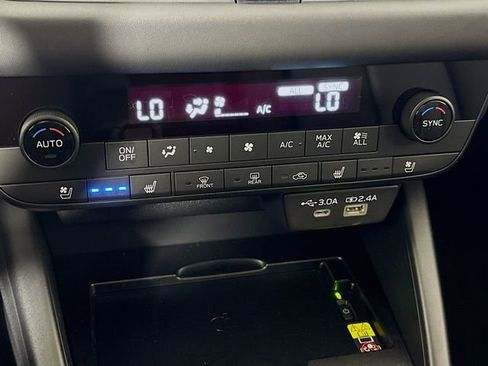 ALL SYNC
LO A/C LO
AUTO
SYNC
ON/
OFF
A/C
MAX
A/C
ALL
FRONT
REAR
3.0A 2.4A